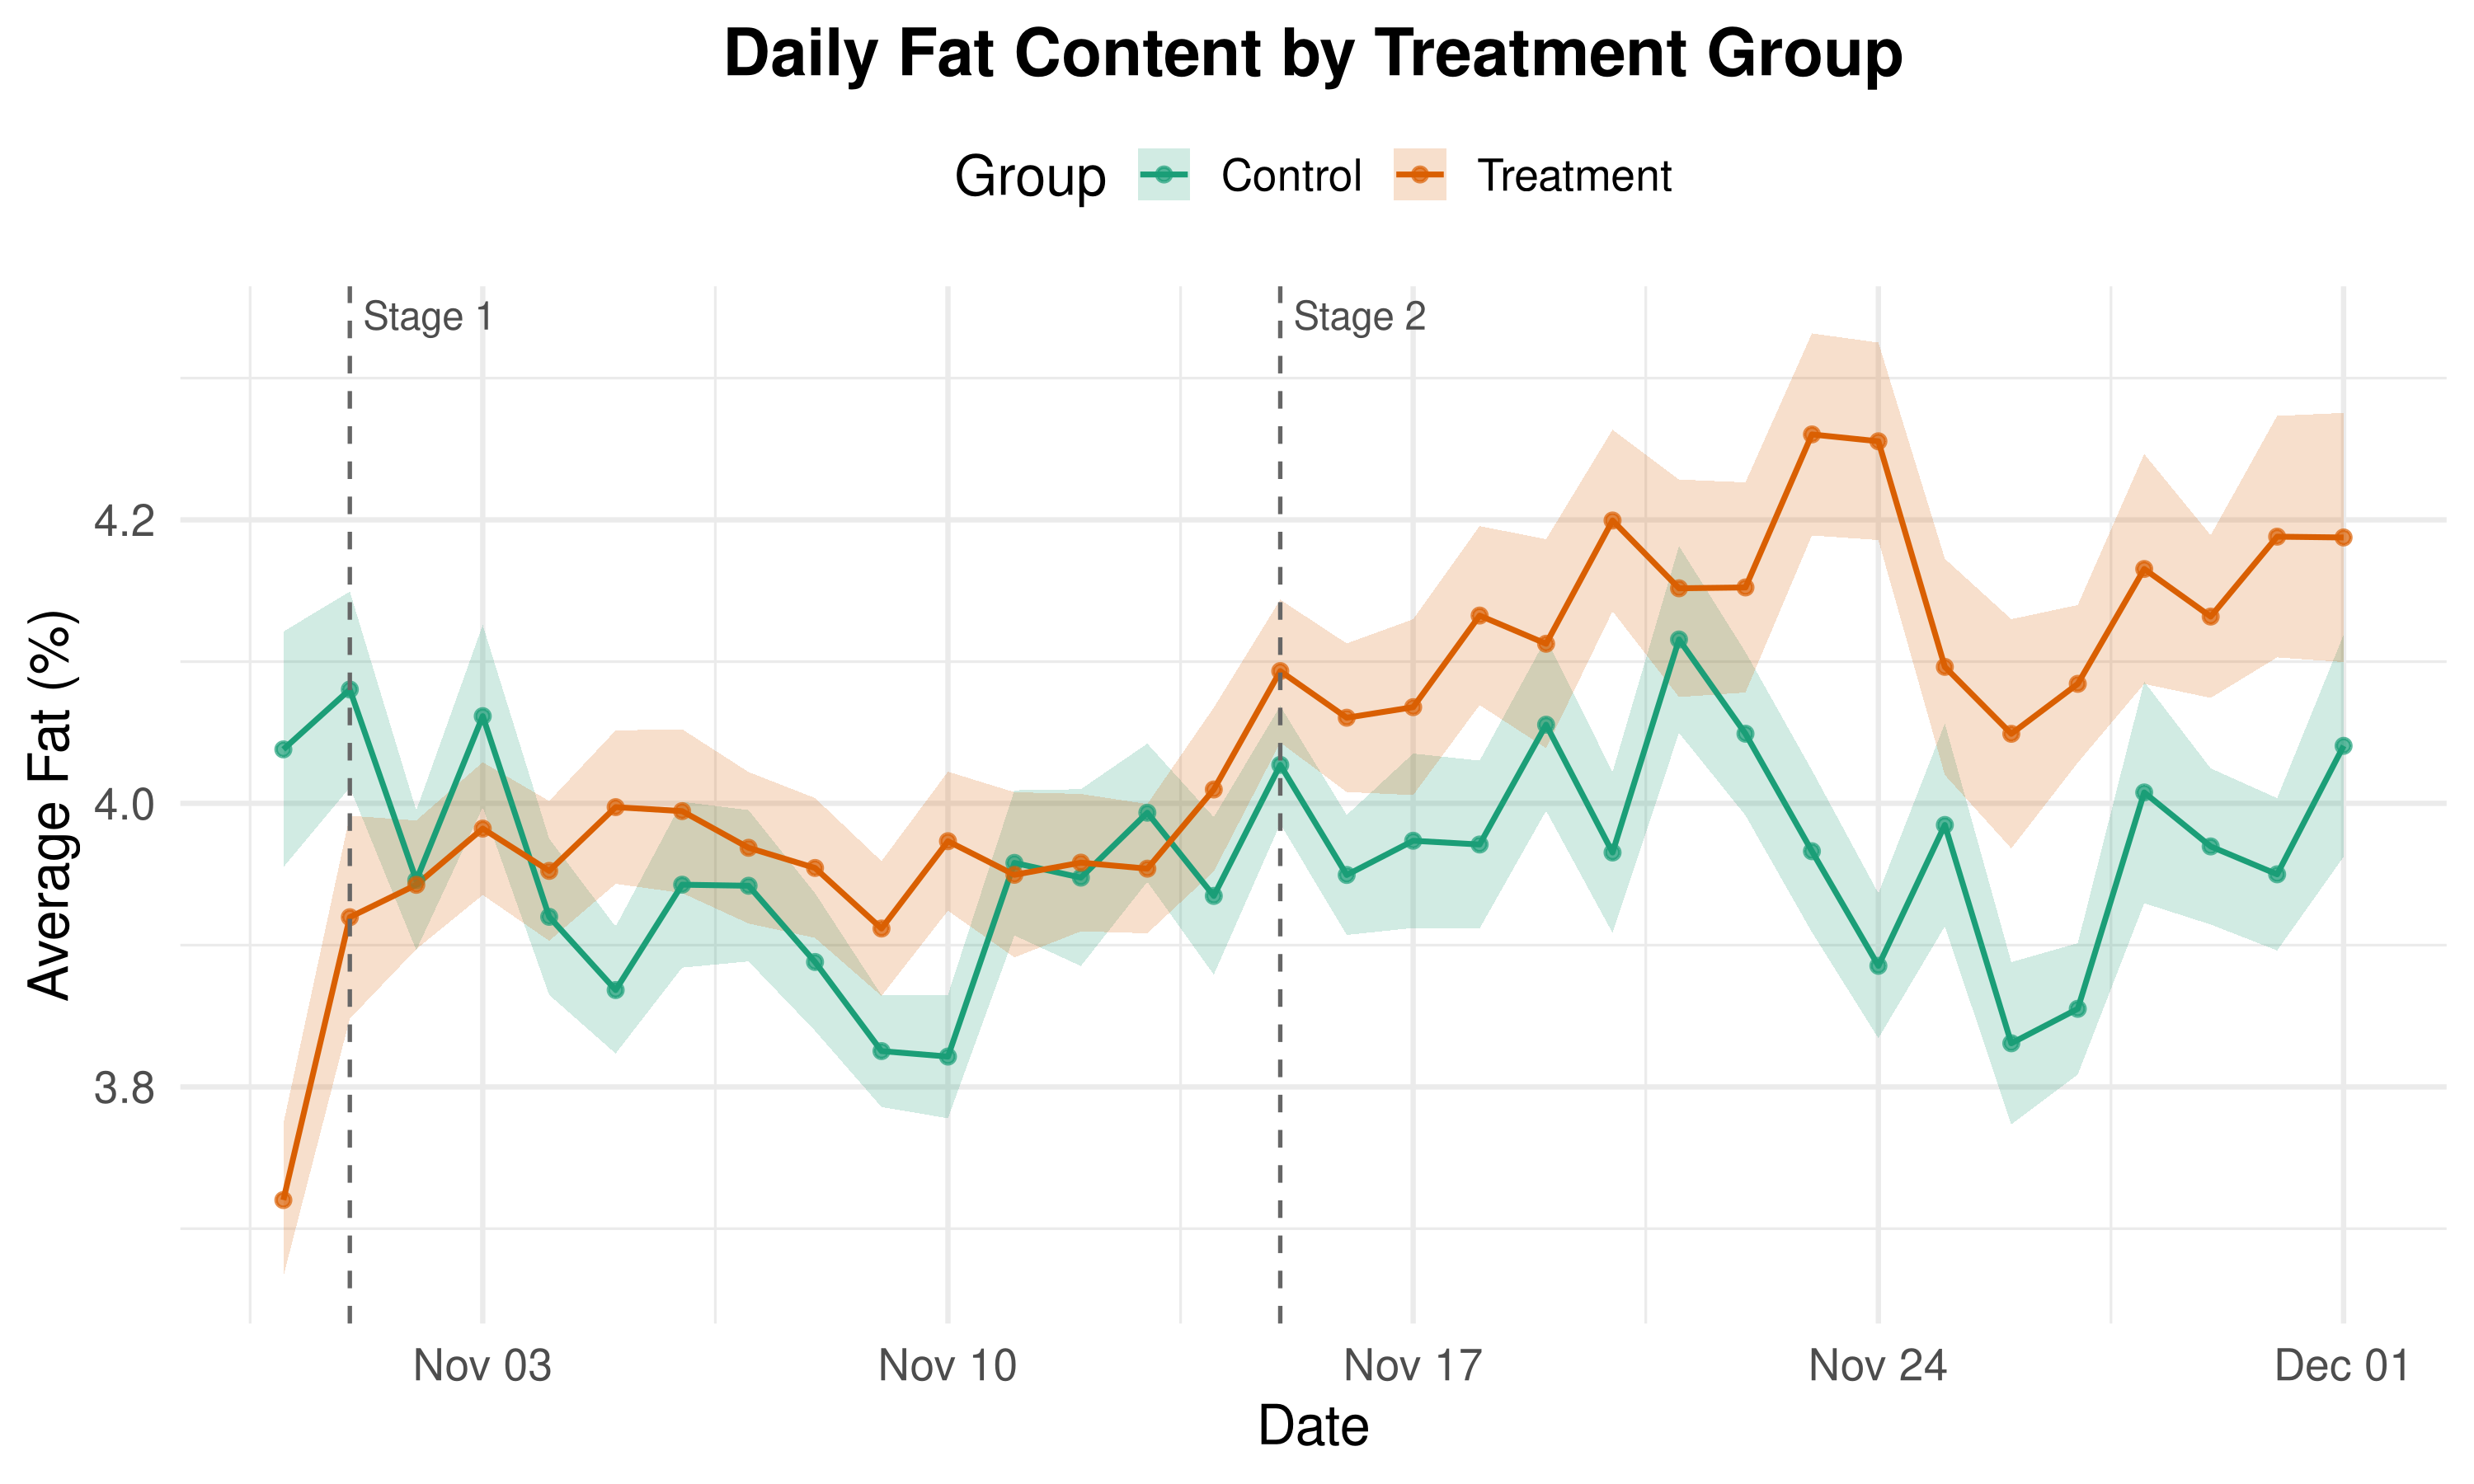 Daily Fat Content by Treatment Group
Group Control Treatment
Stage 1 Stage 2
4.2
4.0
3.8
Average Fat (%)
Nov 03 Nov 10 Nov 17 Nov 24 Dec 01
Date